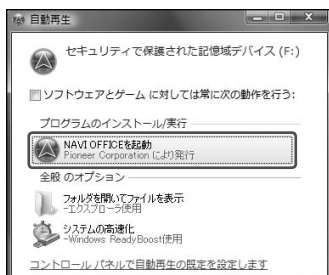 自動再生
セキュリティで保護された記憶域デバイス (F:)
ソフトウェアとゲーム に対しては常に次の動作を行う:
プログラムのインストール/実行
NAVI OFFICEを起動
Pioneer Corporation により発行
全般 のオプション
フォルダを開いてファイルを表示
-エクスプローラ使用
システムの高速化
-Windows ReadyBoost使用
コントロール パネルで自動再生の既定を設定します